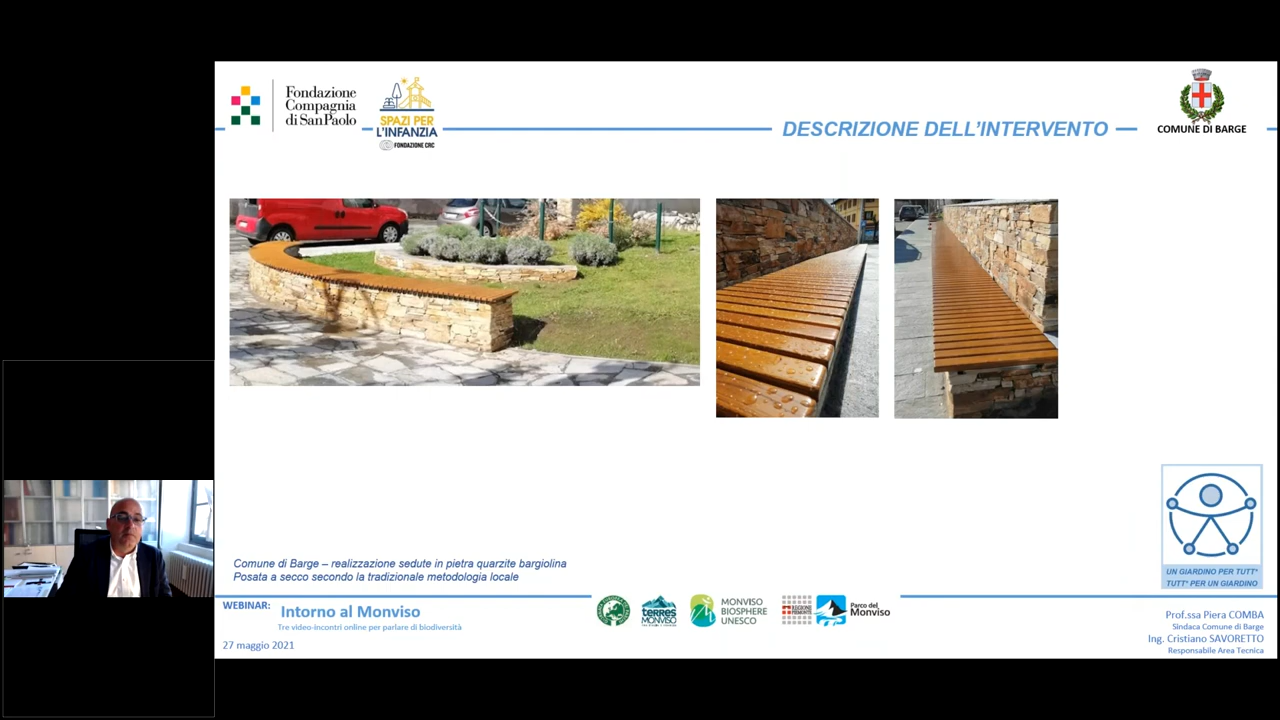 Fondazione
Compagnia
di San Paolo
SPAZI PER
L'INFANZIA
FONDAZIONE CRC
DESCRIZIONE DELL'INTERVENTO
COMUNE DI BARGE
Comune di Barge – realizzazione sedute in pietra quarzite bargiolina
Posata a secco secondo la tradizionale metodologia locale
UN GIARDINO PER TUTT*
TUTT* PER UN GIARDINO
WEBINAR: Intorno al Monviso
Tre video-incontri online per parlare di biodiversità
27 maggio 2021
terres
MONVISO
MONVISO
BIOSPHERE
UNESCO
REGIONE
PIEMONTE
Parco del
Monviso
Prof.ssa Piera COMBA
Sindaca Comune di Barge
Ing. Cristiano SAVORETTO
Responsabile Area Tecnica